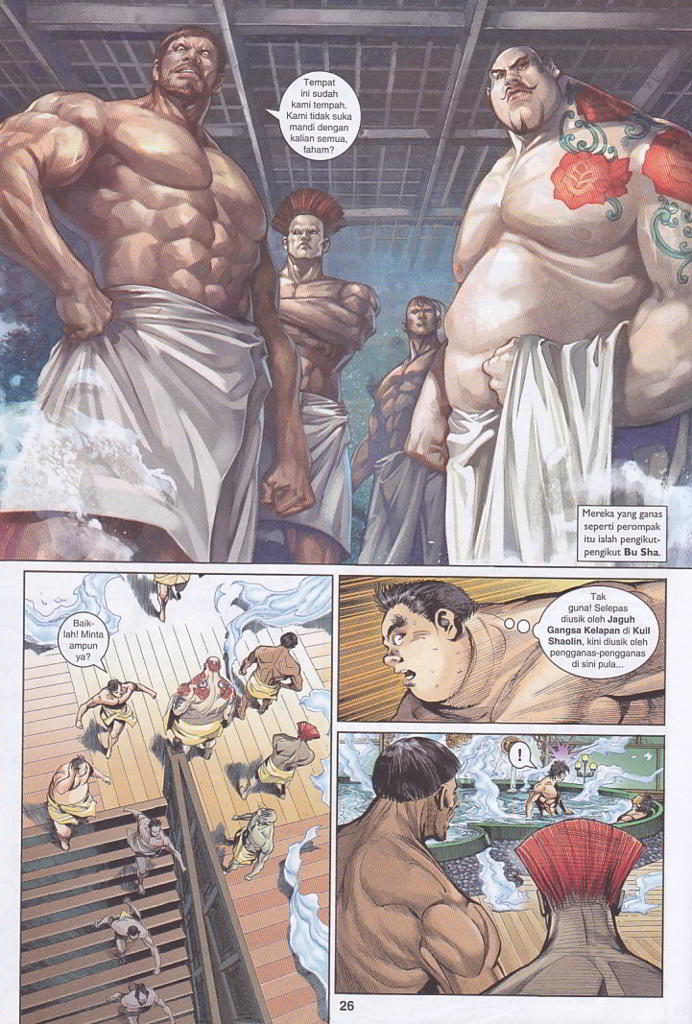 Tempat
ini sudah
kami tempah.
Kami tidak suka
mandi dengan
kalian semua,
faham?
Mereka yang ganas
seperti perompak
itu ialah pengikut-
pengikut Bu Sha.
Baik-
lah! Minta
ampun
ya?
Tak
guna! Selepas
diusik oleh Jaguh
Gangsa Kelapan di Kuil
Shaolin, kini diusik oleh
pengganas-pengganas
di sini pula...
!
26